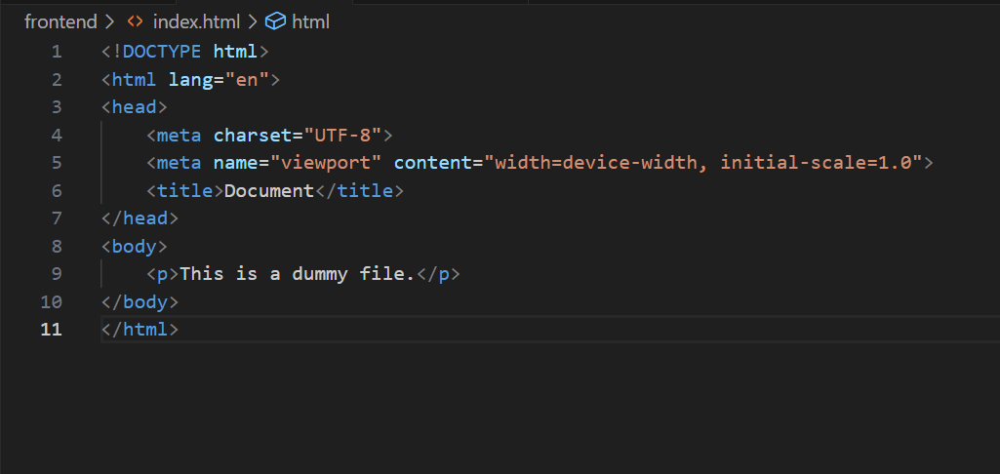 frontend > <> index.html > html
1 <!DOCTYPE html>
2 <html lang="en">
3 <head>
4     <meta charset="UTF-8">
5     <meta name="viewport" content="width=device-width, initial-scale=1.0">
6     <title>Document</title>
7 </head>
8 <body>
9     <p>This is a dummy file.</p>
10 </body>
11 </html>